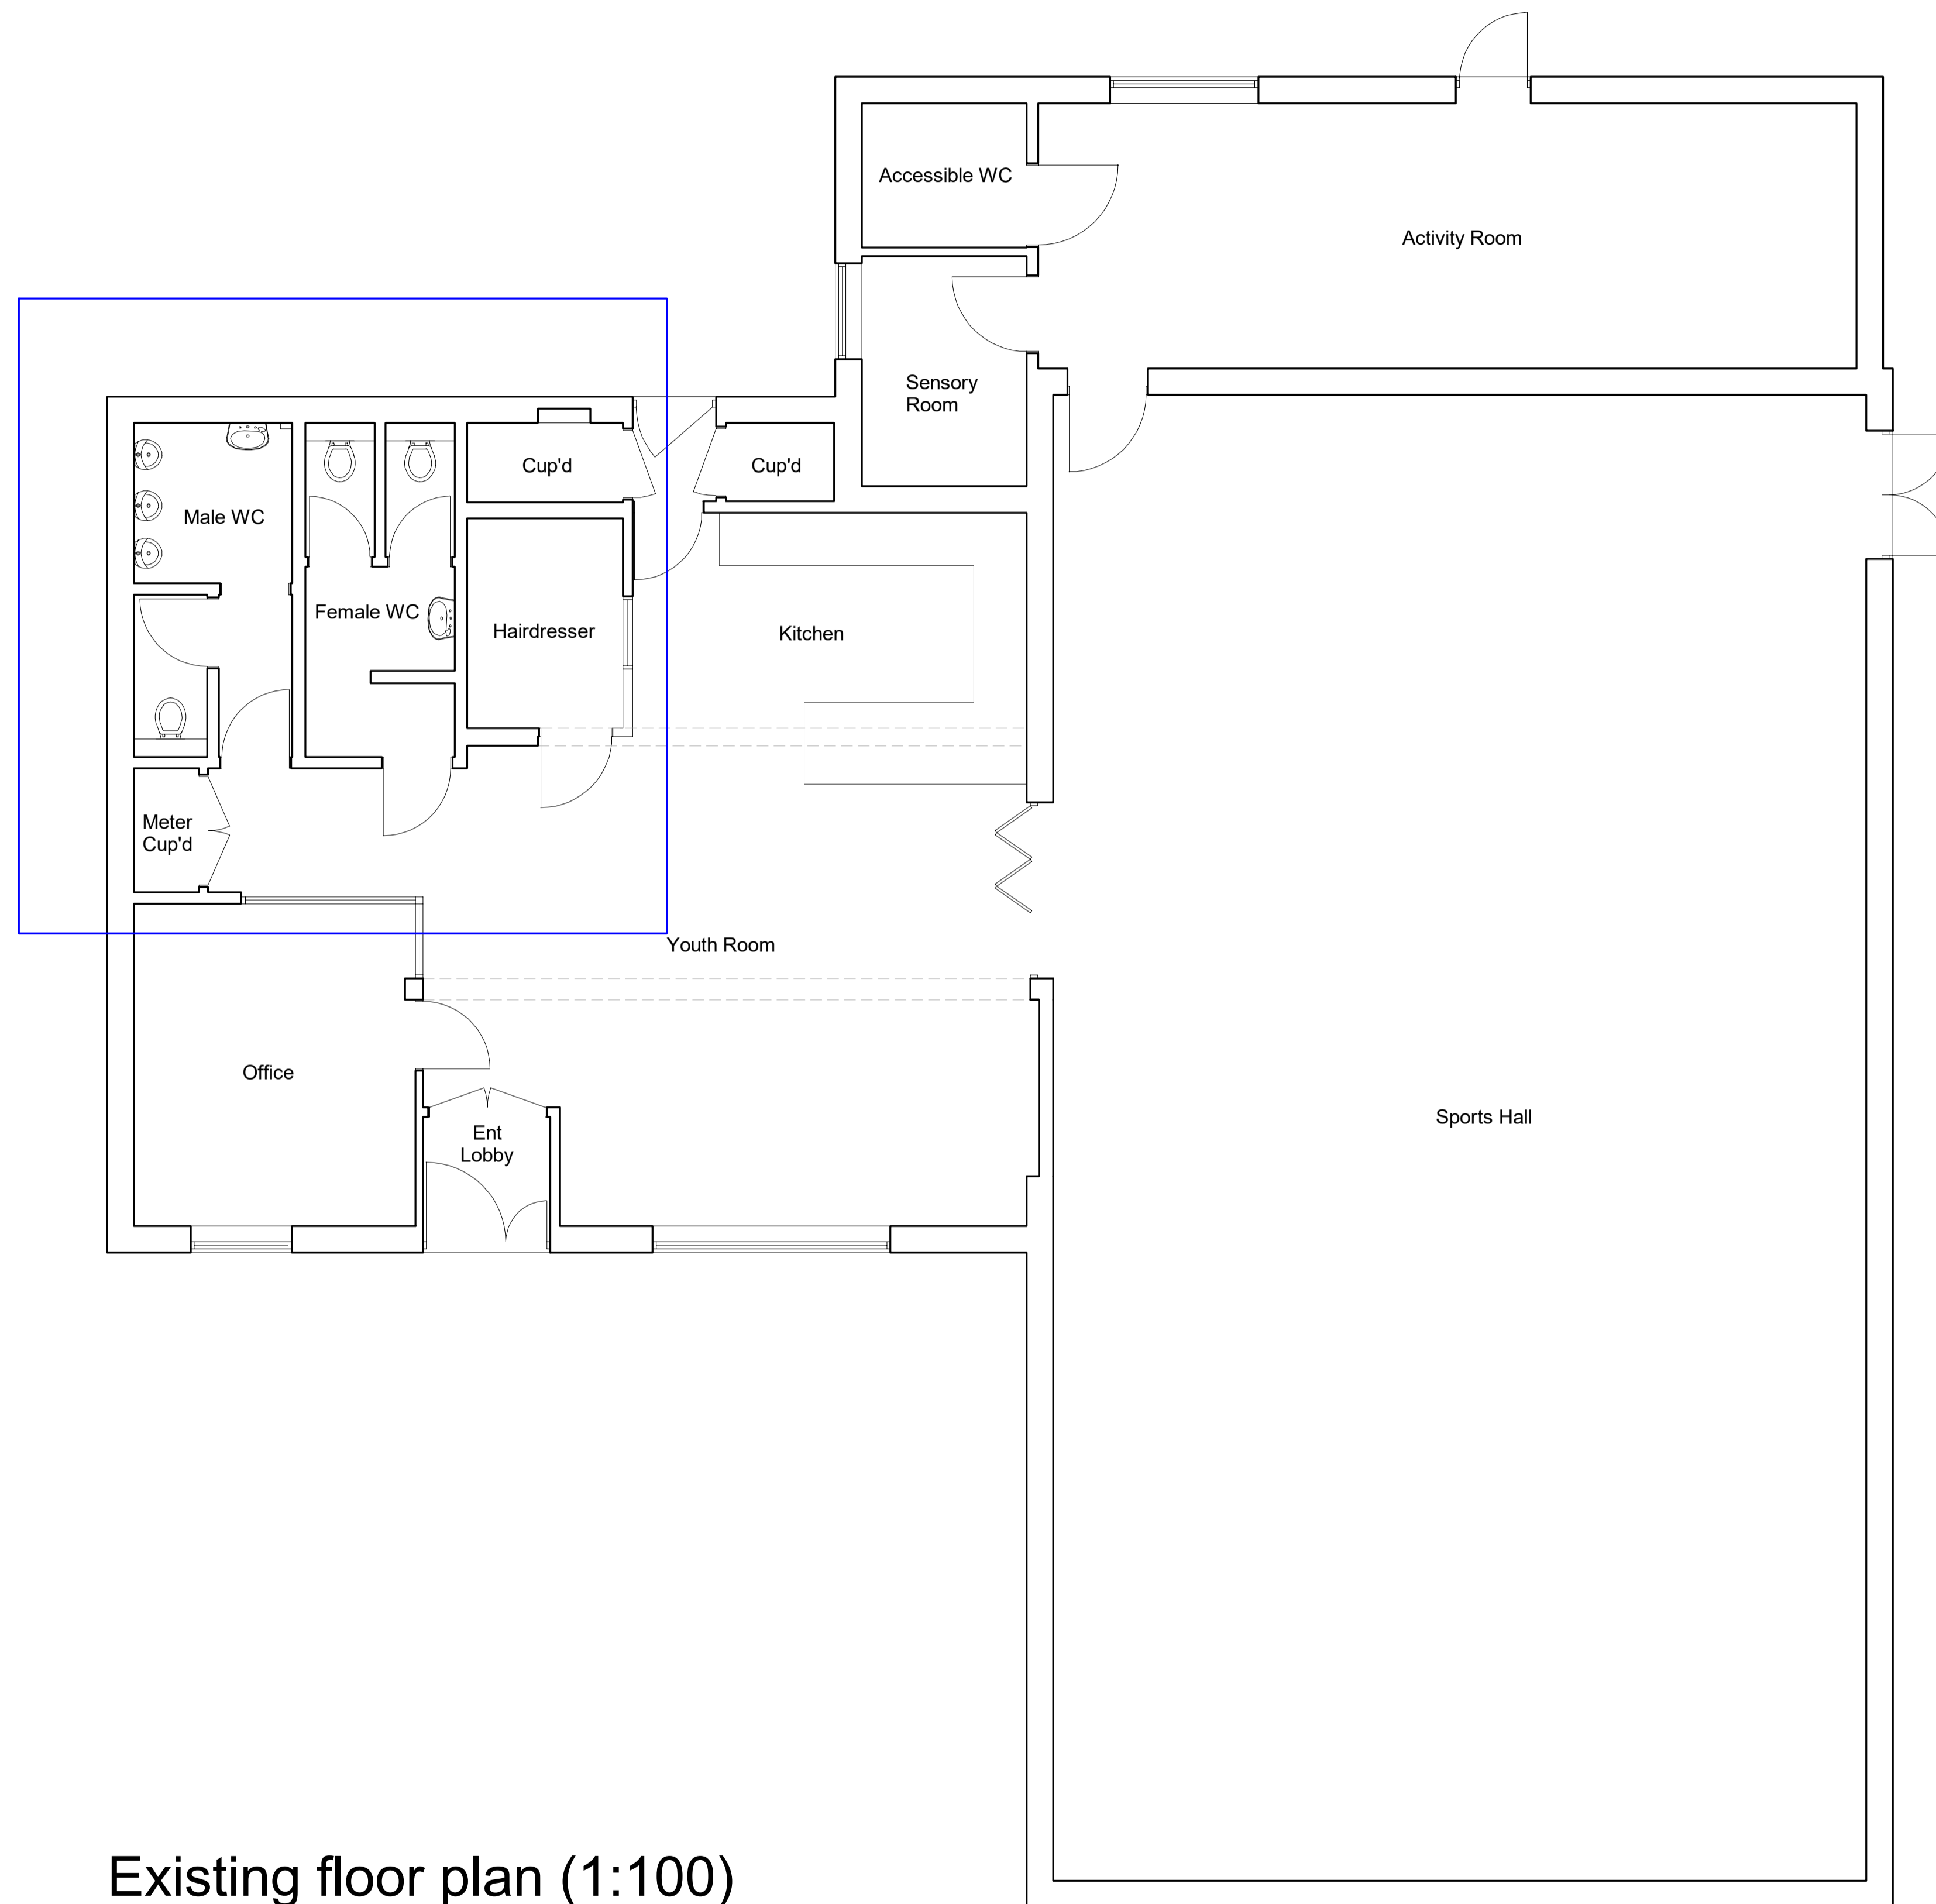 Accessible WC
Activity Room
Sensory
Room
Cup'd
Cup'd
Male WC
Female WC
Hairdresser
Kitchen
Meter
Cup'd
Youth Room
Office
Sports Hall
Ent
Lobby
Existing floor plan (1:100)